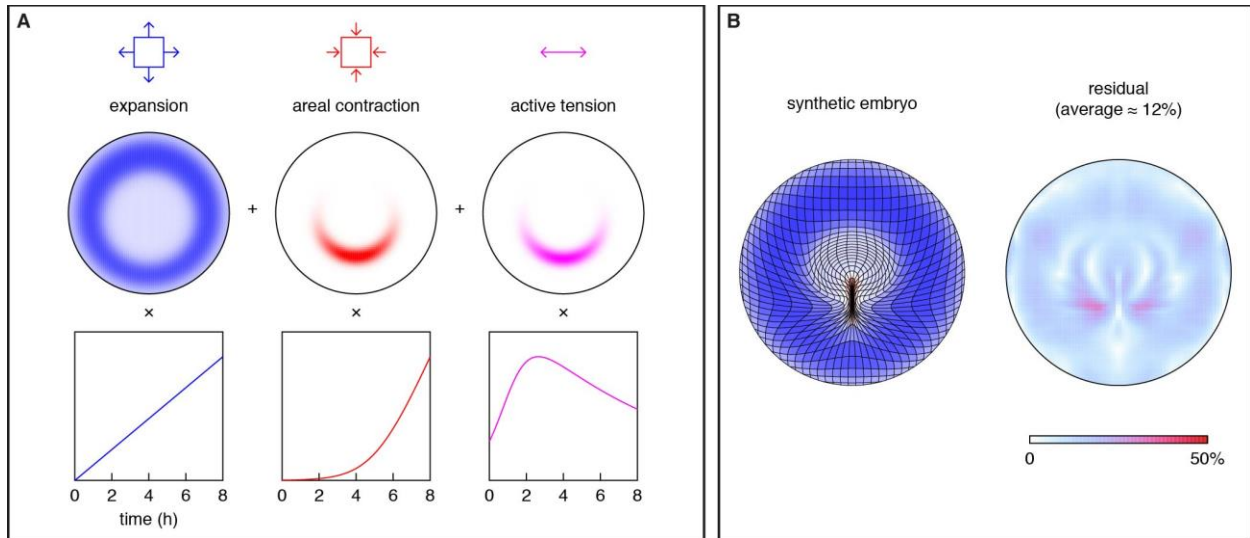 A
expansion
areal contraction
active tension
+
+
×
×
×
0 2 4 6 8
0 2 4 6 8
0 2 4 6 8
time (h)
B
synthetic embryo
residual
(average ≈ 12%)
0
50%